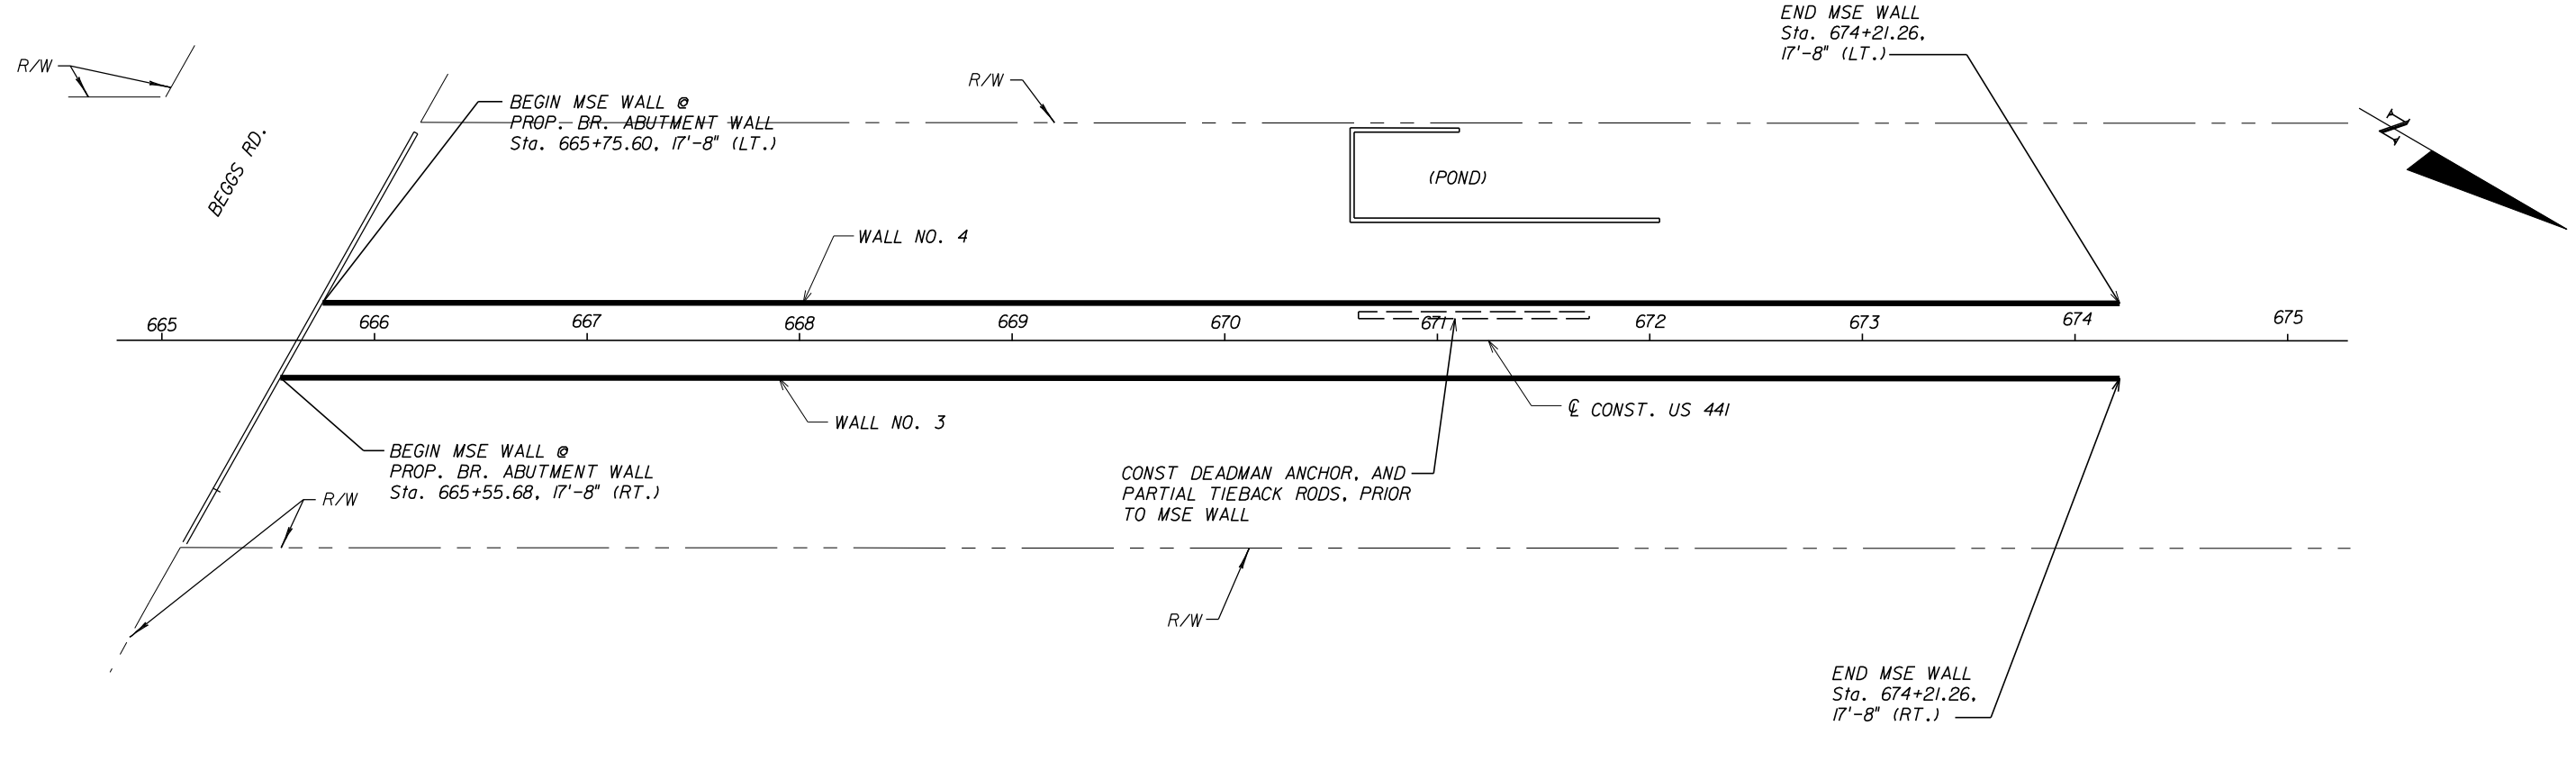 END MSE WALL
Sta. 674+21.26,
17'-8" (LT.)
R/W
R/W
BEGIN MSE WALL @
PROP. BR. ABUTMENT WALL
Sta. 665+75.60, 17'-8" (LT.)
N
BEGGS RD.
(POND)
WALL NO. 4
665 666 667 668 669 670 671 672 673 674 675
WALL NO. 3
℄ CONST. US 441
BEGIN MSE WALL @
PROP. BR. ABUTMENT WALL
Sta. 665+55.68, 17'-8" (RT.)
R/W
CONST DEADMAN ANCHOR, AND
PARTIAL TIEBACK RODS, PRIOR
TO MSE WALL
R/W
END MSE WALL
Sta. 674+21.26,
17'-8" (RT.)